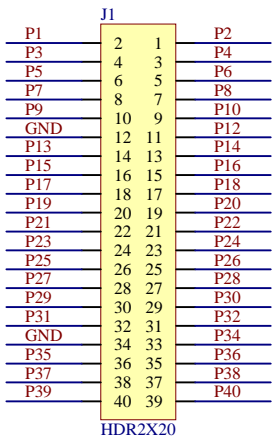 J1
P1 2 1 P2
P3 4 3 P4
P5 6 5 P6
P7 8 7 P8
P9 10 9 P10
GND 12 11 P12
P13 14 13 P14
P15 16 15 P16
P17 18 17 P18
P19 20 19 P20
P21 22 21 P22
P23 24 23 P24
P25 26 25 P26
P27 28 27 P28
P29 30 29 P30
P31 32 31 P32
GND 34 33 P34
P35 36 35 P36
P37 38 37 P38
P39 40 39 P40
HDR2X20